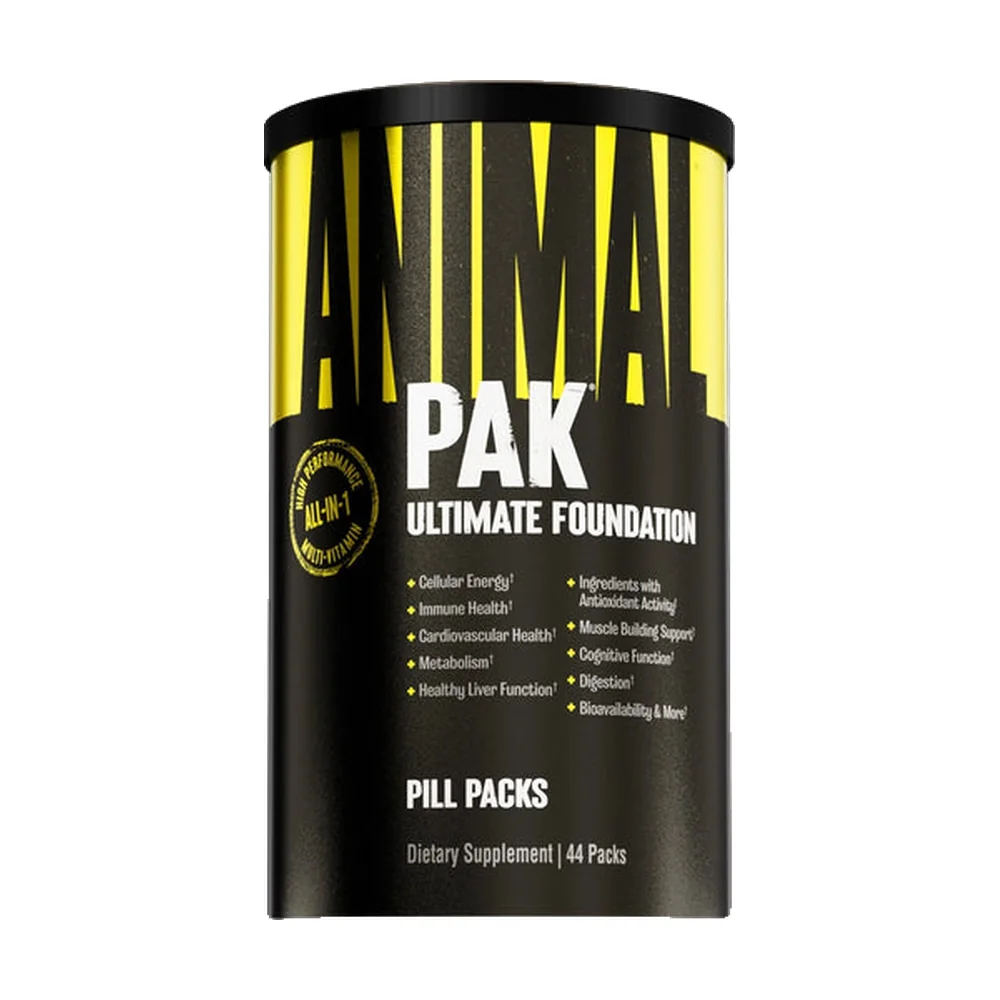 ANIMAL
PAK®
ULTIMATE FOUNDATION
HIGH PERFORMANCE
ALL-IN-1
MULTI-VITAMIN
+ Cellular Energy†
+ Immune Health†
+ Cardiovascular Health†
+ Metabolism†
+ Healthy Liver Function†
+ Ingredients with
Antioxidant Activity†
+ Muscle Building Support†
+ Cognitive Function†
+ Digestion†
+ Bioavailability & More†
PILL PACKS
Dietary Supplement | 44 Packs